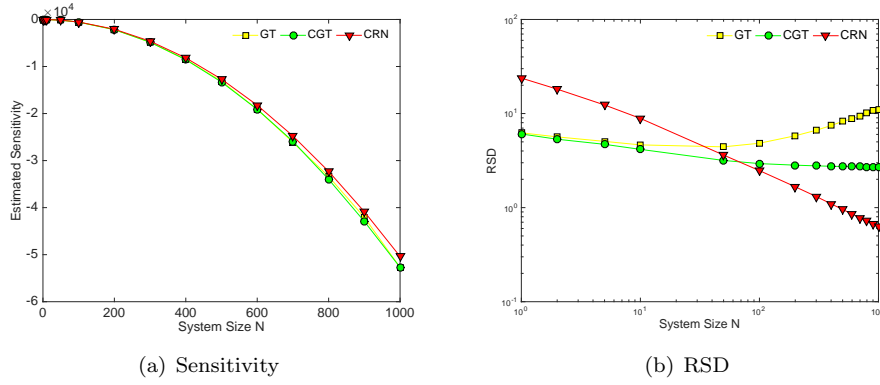 ×10⁴
0
-1
-2
-3
-4
-5
-6
Estimated Sensitivity
GT CGT CRN
0 200 400 600 800 1000
System Size N
(a) Sensitivity
10²
10¹
10⁰
10⁻¹
RSD
GT CGT CRN
10⁰ 10¹ 10² 10³
System Size N
(b) RSD